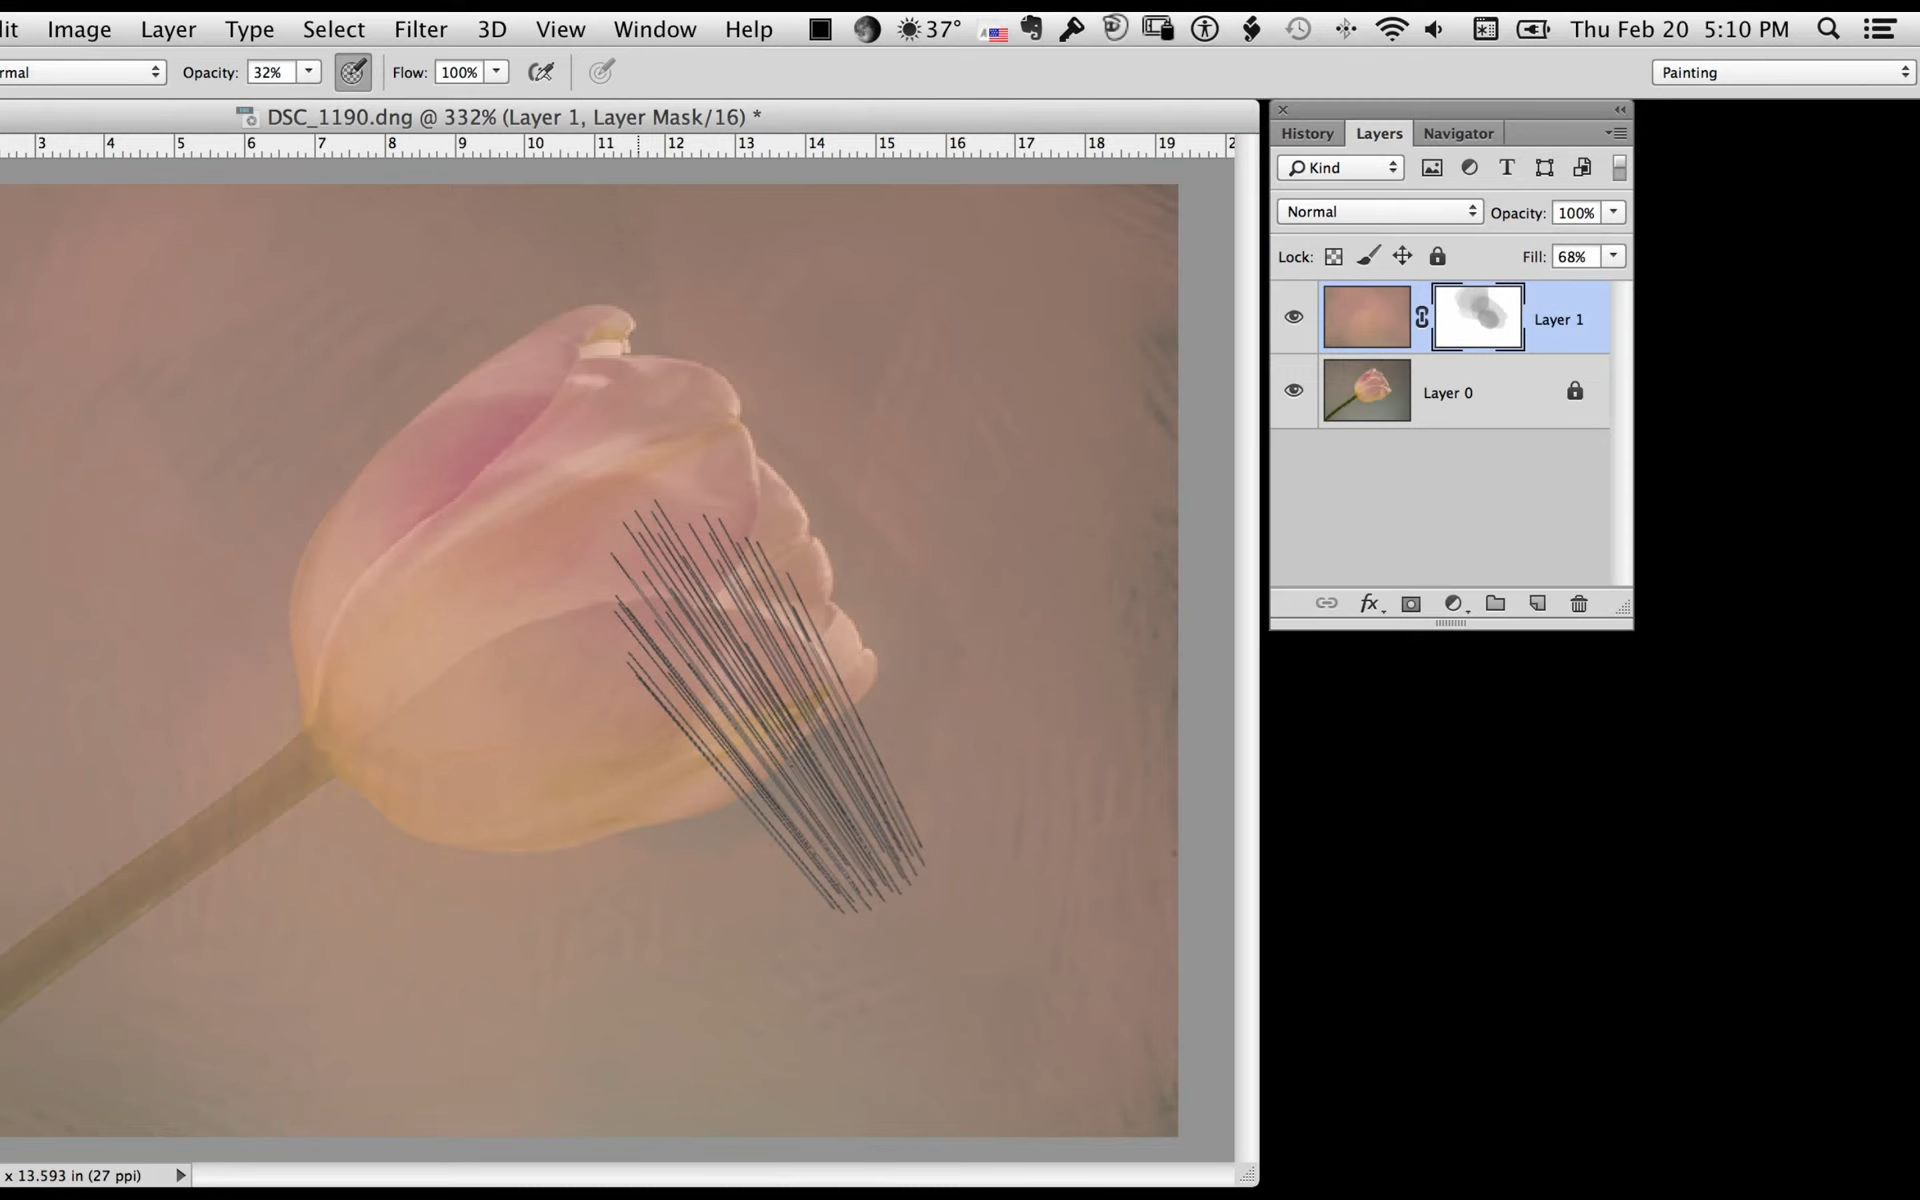 Image Layer Type Select Filter 3D View Window Help 37° Thu Feb 20 5:10 PM
Opacity: 32% Flow: 100% Painting
DSC_1190.dng @ 332% (Layer 1, Layer Mask/16) *
3 4 5 6 7 8 9 10 11 12 13 14 15 16 17 18 19
History Layers Navigator
Kind T
Normal Opacity: 100%
Lock: Fill: 68%
Layer 1
Layer 0
fx
x 13.593 in (27 ppi)